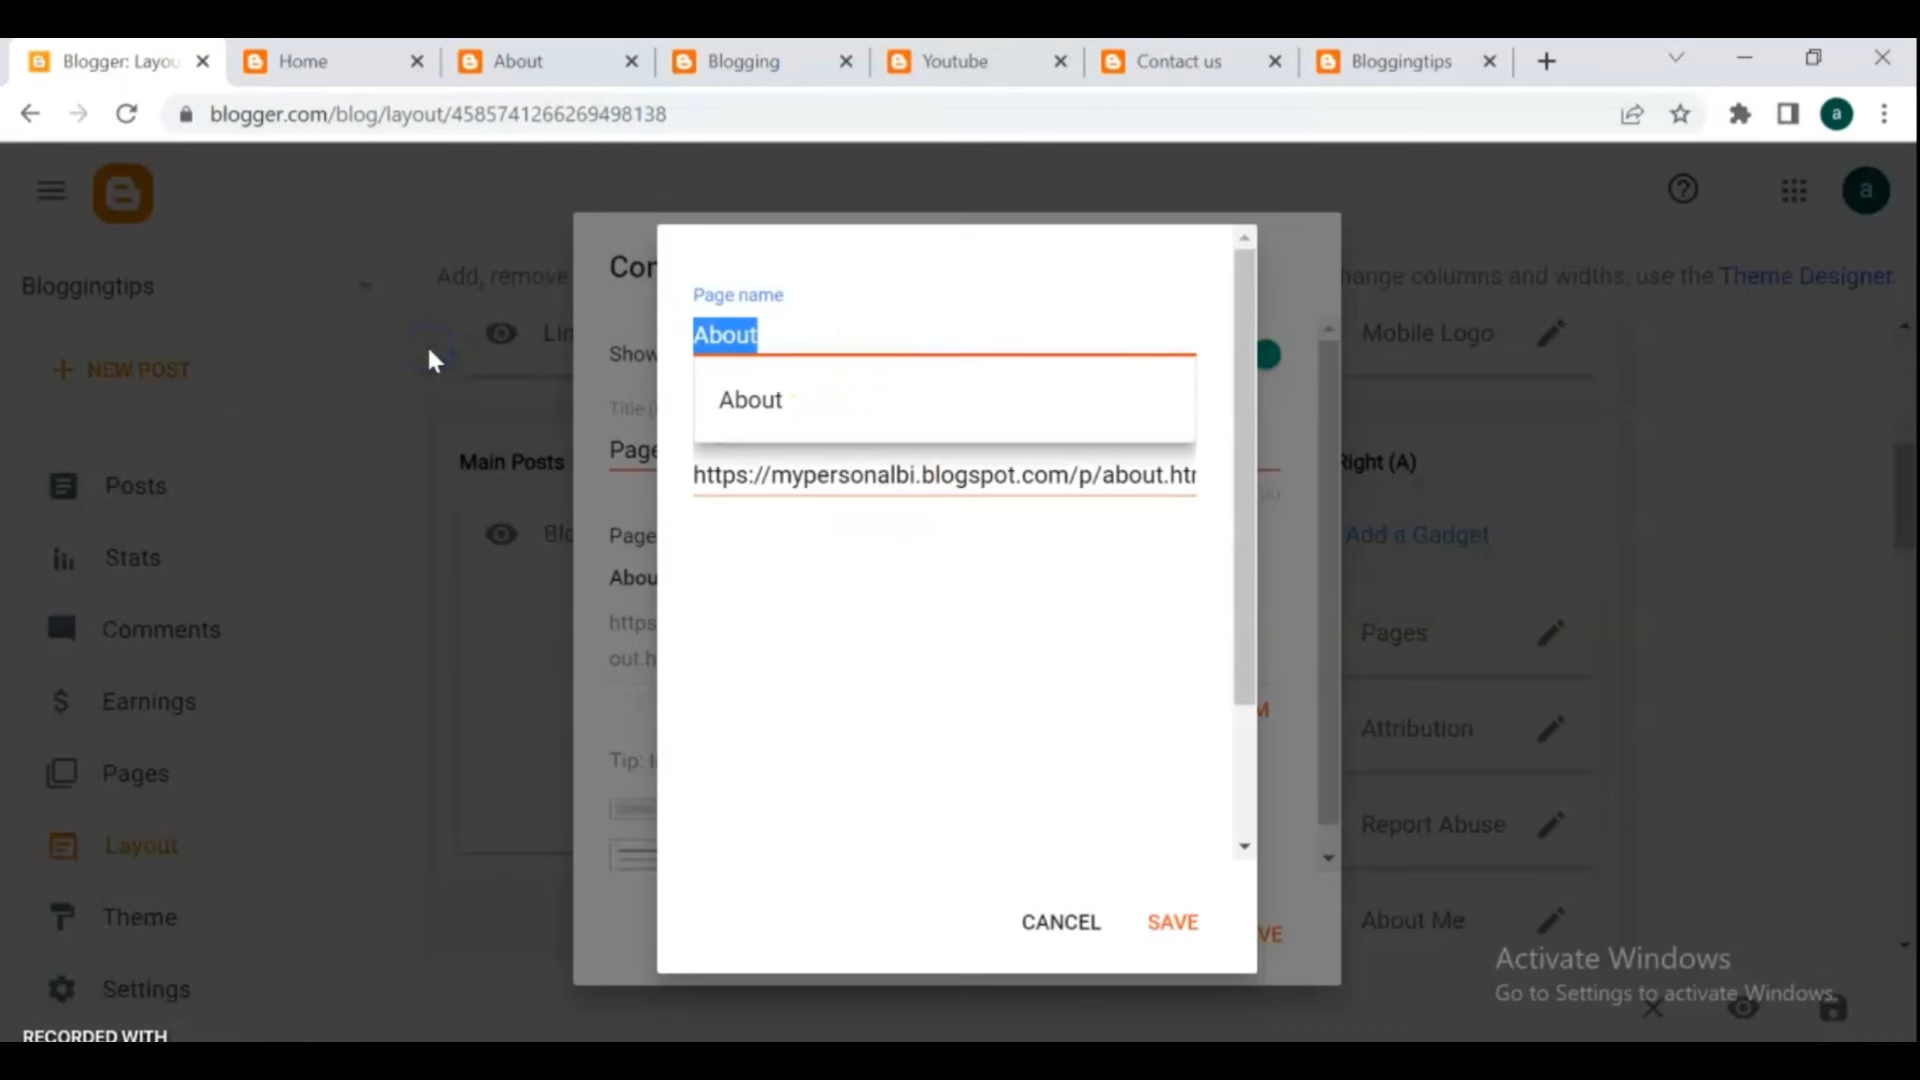 Blogger: Layou
Home
About
Blogging
Youtube
Contact us
Bloggingtips
blogger.com/blog/layout/4585741266269498138
a
a
Bloggingtips
NEW POST
Posts
Stats
Comments
Earnings
Pages
Layout
Theme
Settings
RECORDED WITH
Add, remove
hange columns and widths, use the Theme Designer.
Lin
Main Posts
Blo
Con
Show
Title (
Page
Page
Abou
https
out.h
Tip: I
Page name
About
About
https://mypersonalbi.blogspot.com/p/about.htr
CANCEL
SAVE
M
VE
Mobile Logo
Right (A)
Add a Gadget
Pages
Attribution
Report Abuse
About Me
Activate Windows
Go to Settings to activate Windows.